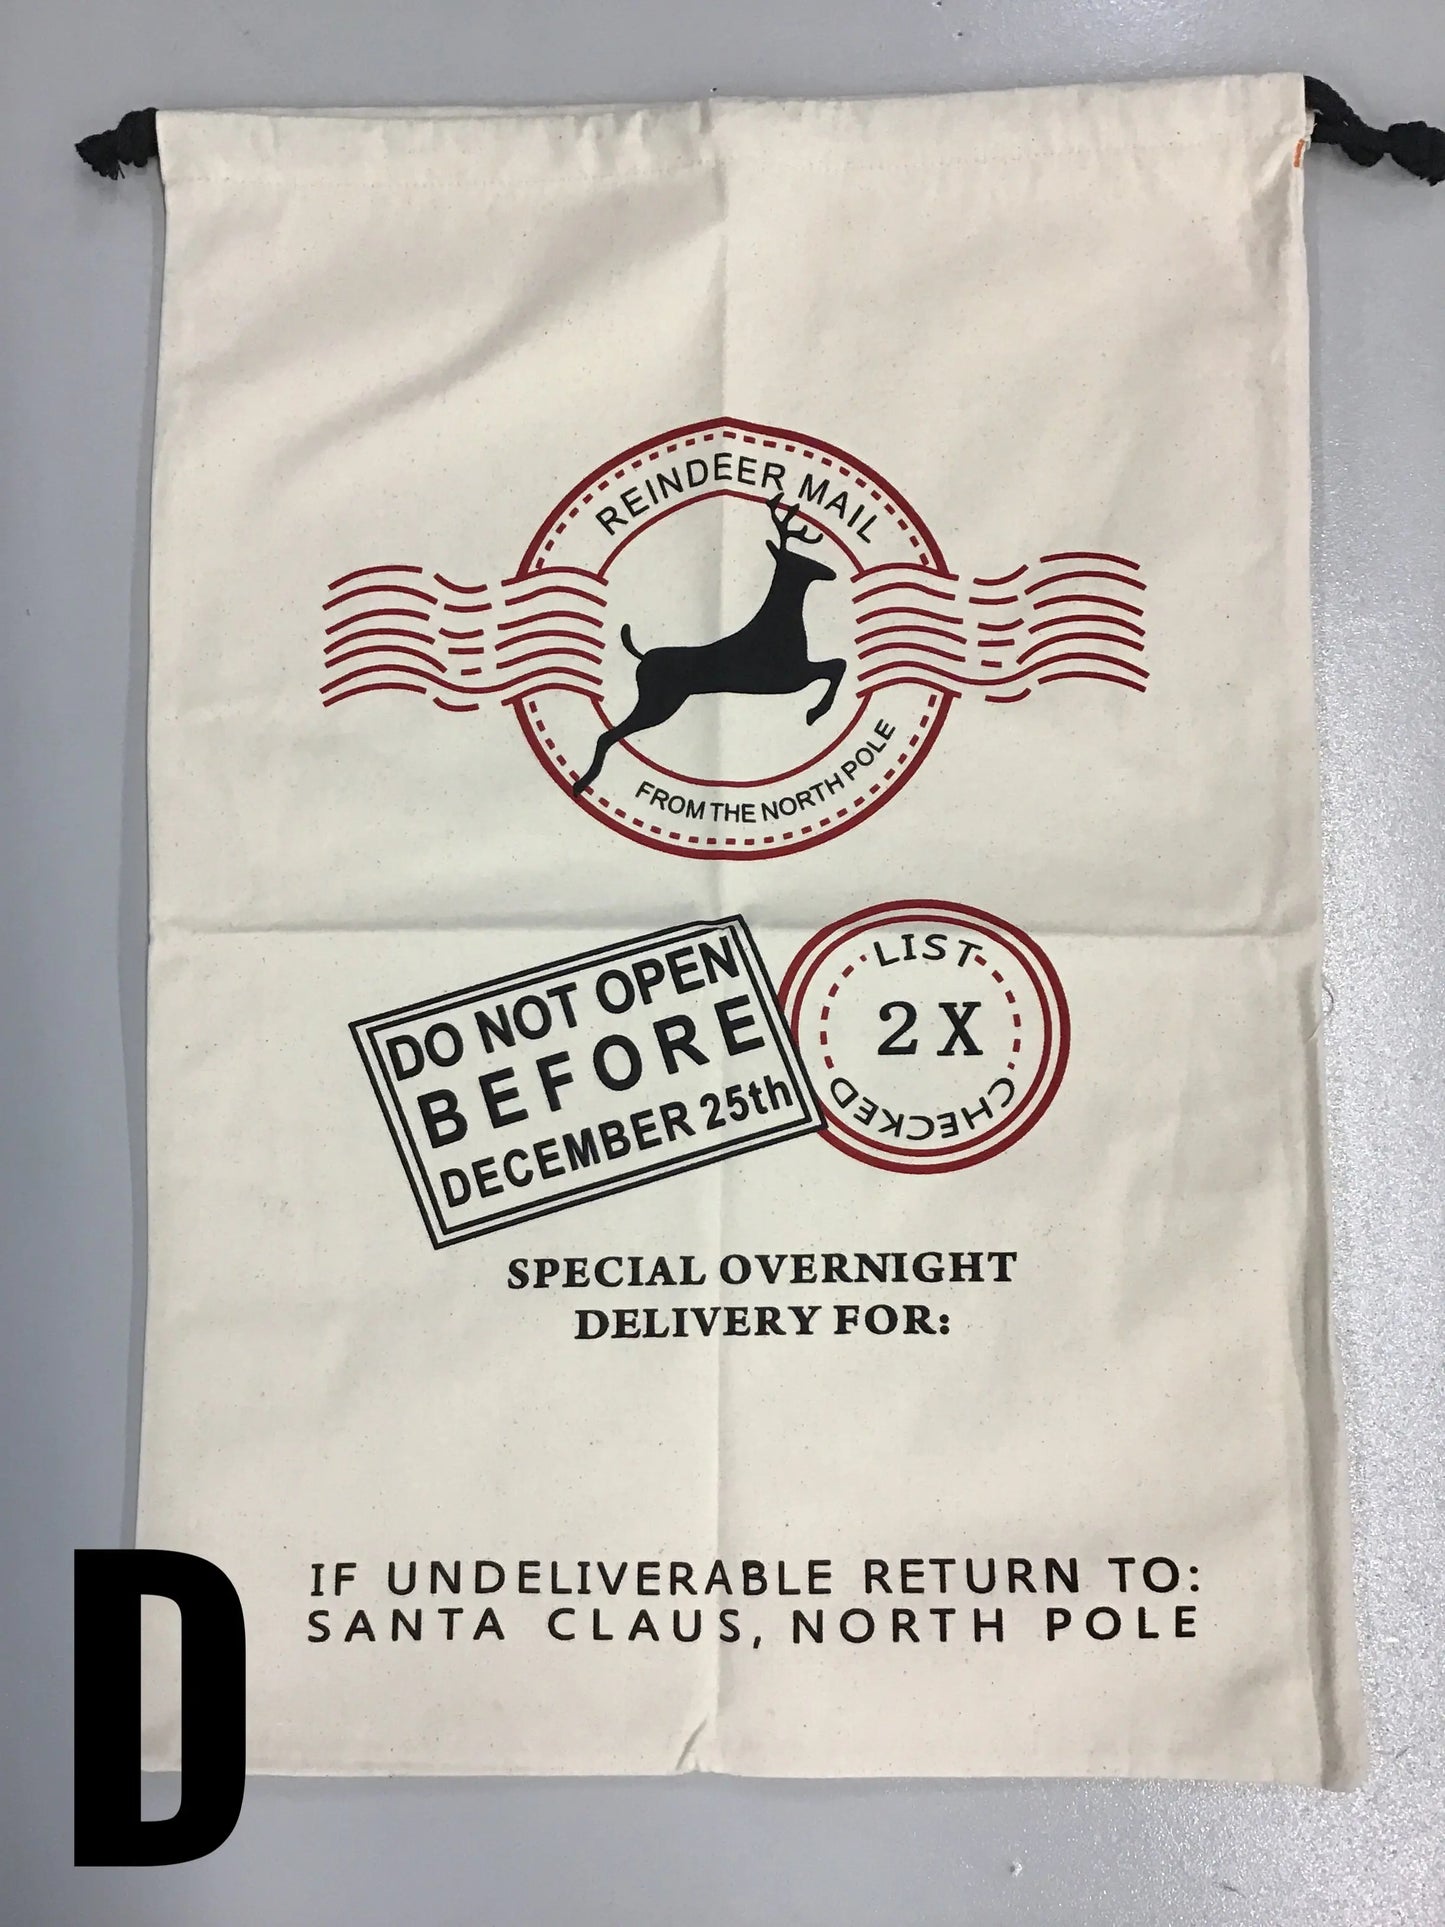 REINDEER MAIL
FROM THE NORTH POLE
DO NOT OPEN
BEFORE
DECEMBER 25th
LIST
2X
CHECKED
SPECIAL OVERNIGHT
DELIVERY FOR:
IF UNDELIVERABLE RETURN TO:
SANTA CLAUS, NORTH POLE
D